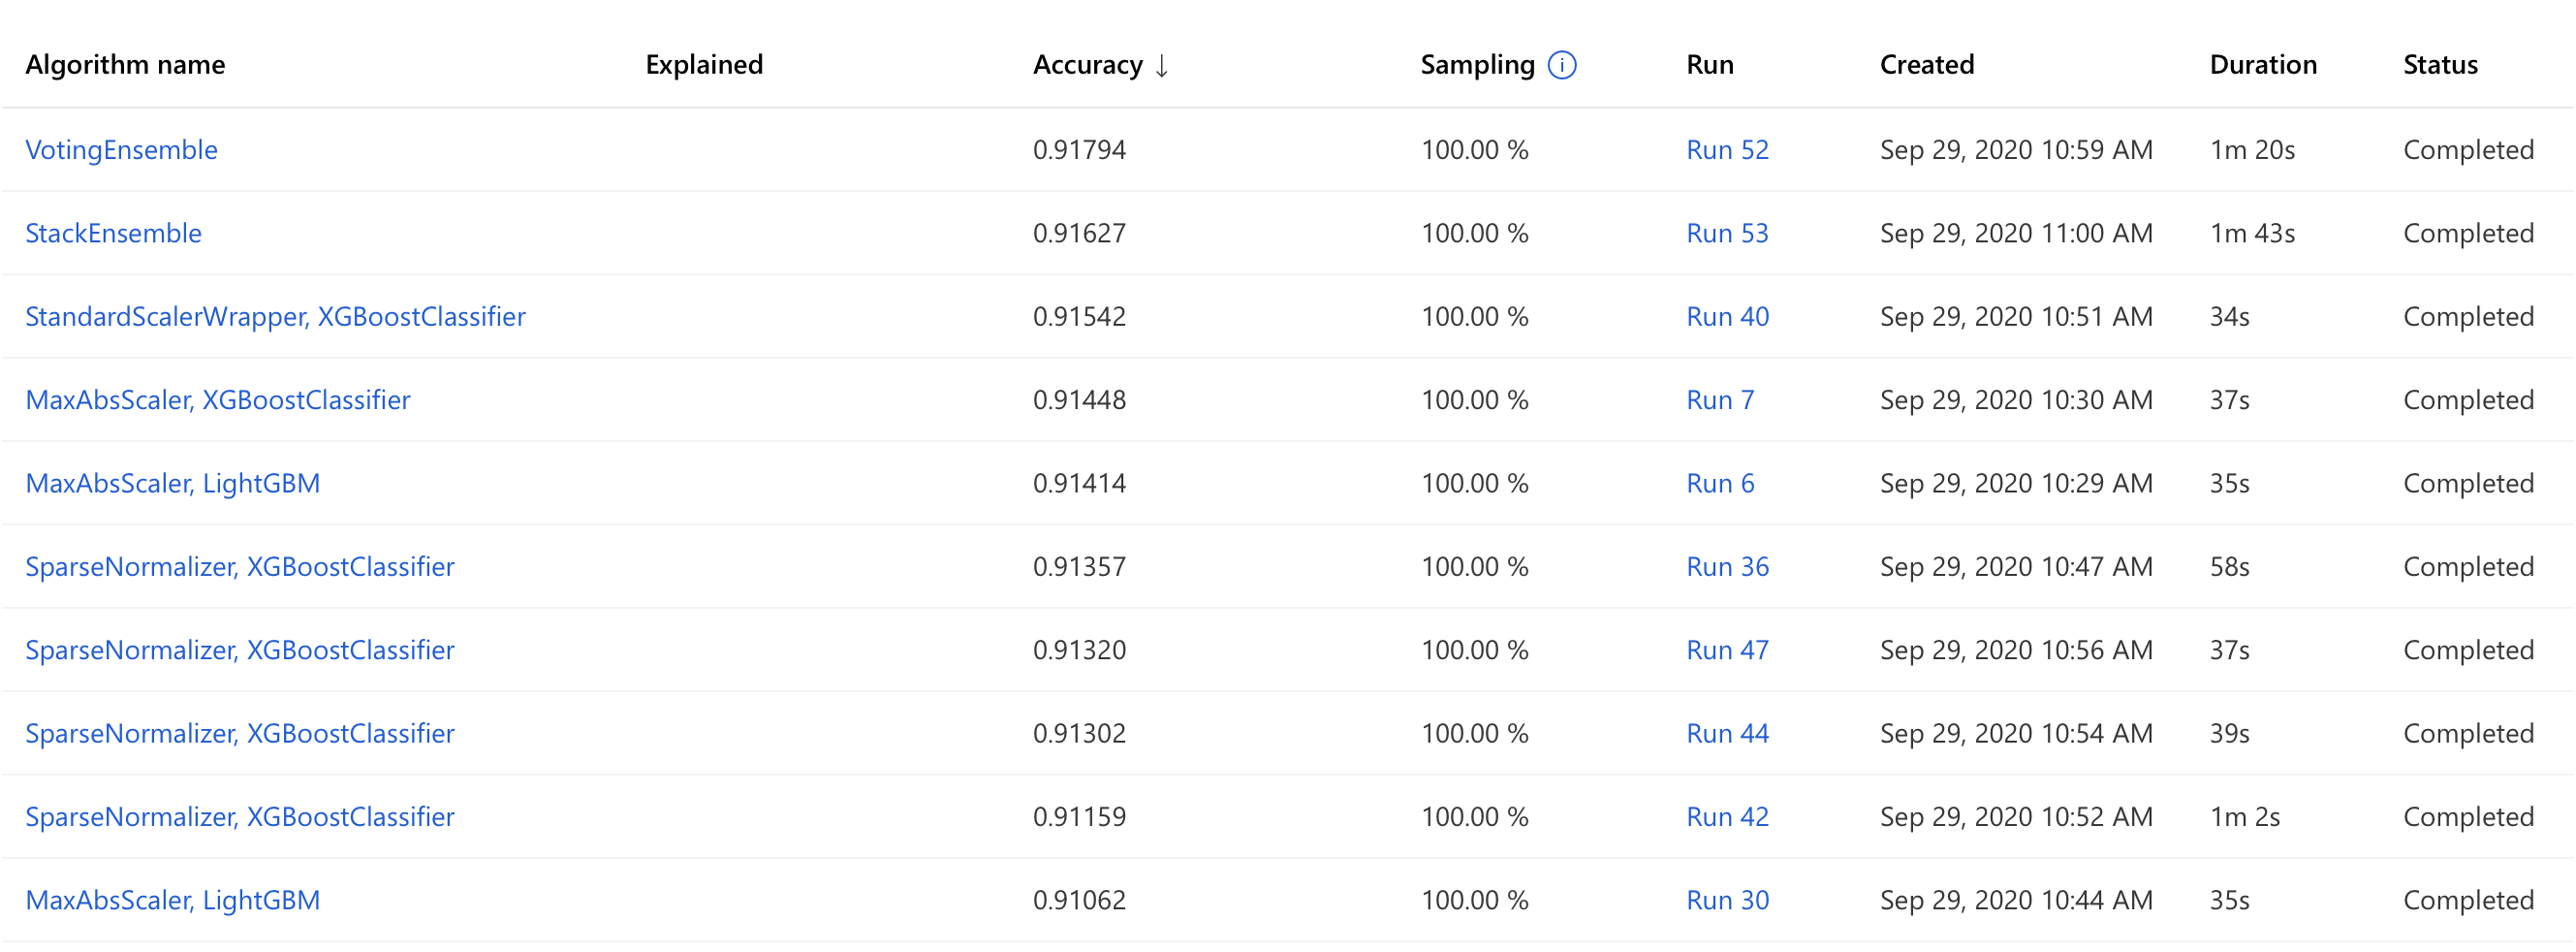 Algorithm name Explained Accuracy ↓ Sampling i Run Created Duration Status
VotingEnsemble 0.91794 100.00 % Run 52 Sep 29, 2020 10:59 AM 1m 20s Completed
StackEnsemble 0.91627 100.00 % Run 53 Sep 29, 2020 11:00 AM 1m 43s Completed
StandardScalerWrapper, XGBoostClassifier 0.91542 100.00 % Run 40 Sep 29, 2020 10:51 AM 34s Completed
MaxAbsScaler, XGBoostClassifier 0.91448 100.00 % Run 7 Sep 29, 2020 10:30 AM 37s Completed
MaxAbsScaler, LightGBM 0.91414 100.00 % Run 6 Sep 29, 2020 10:29 AM 35s Completed
SparseNormalizer, XGBoostClassifier 0.91357 100.00 % Run 36 Sep 29, 2020 10:47 AM 58s Completed
SparseNormalizer, XGBoostClassifier 0.91320 100.00 % Run 47 Sep 29, 2020 10:56 AM 37s Completed
SparseNormalizer, XGBoostClassifier 0.91302 100.00 % Run 44 Sep 29, 2020 10:54 AM 39s Completed
SparseNormalizer, XGBoostClassifier 0.91159 100.00 % Run 42 Sep 29, 2020 10:52 AM 1m 2s Completed
MaxAbsScaler, LightGBM 0.91062 100.00 % Run 30 Sep 29, 2020 10:44 AM 35s Completed